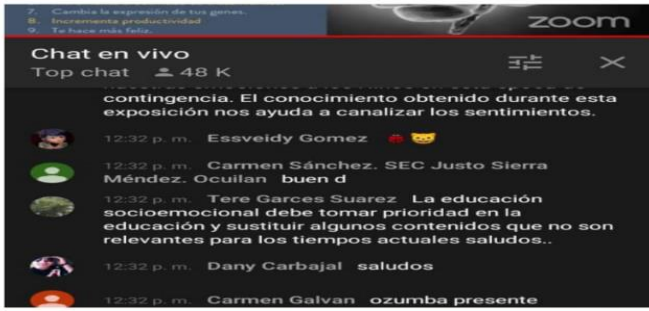 7. Cambia la expresión de tus genes.
8. Incrementa productividad
9. Te hace más feliz.
zoom
Chat en vivo
Top chat 48 K
contingencia. El conocimiento obtenido durante esta
exposición nos ayuda a canalizar los sentimientos.
12:32 p. m. Essveidy Gomez
12:32 p. m. Carmen Sánchez. SEC Justo Sierra
Méndez. Ocuilan buen d
12:32 p. m. Tere Garces Suarez La educación
socioemocional debe tomar prioridad en la
educación y sustituir algunos contenidos que no son
relevantes para los tiempos actuales saludos..
12:32 p. m. Dany Carbajal saludos
12:32 p. m. Carmen Galvan ozumba presente